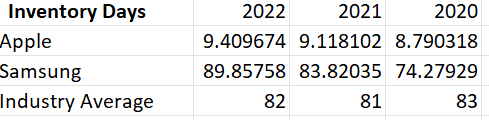 Inventory Days 2022 2021 2020
Apple 9.409674 9.118102 8.790318
Samsung 89.85758 83.82035 74.27929
Industry Average 82 81 83